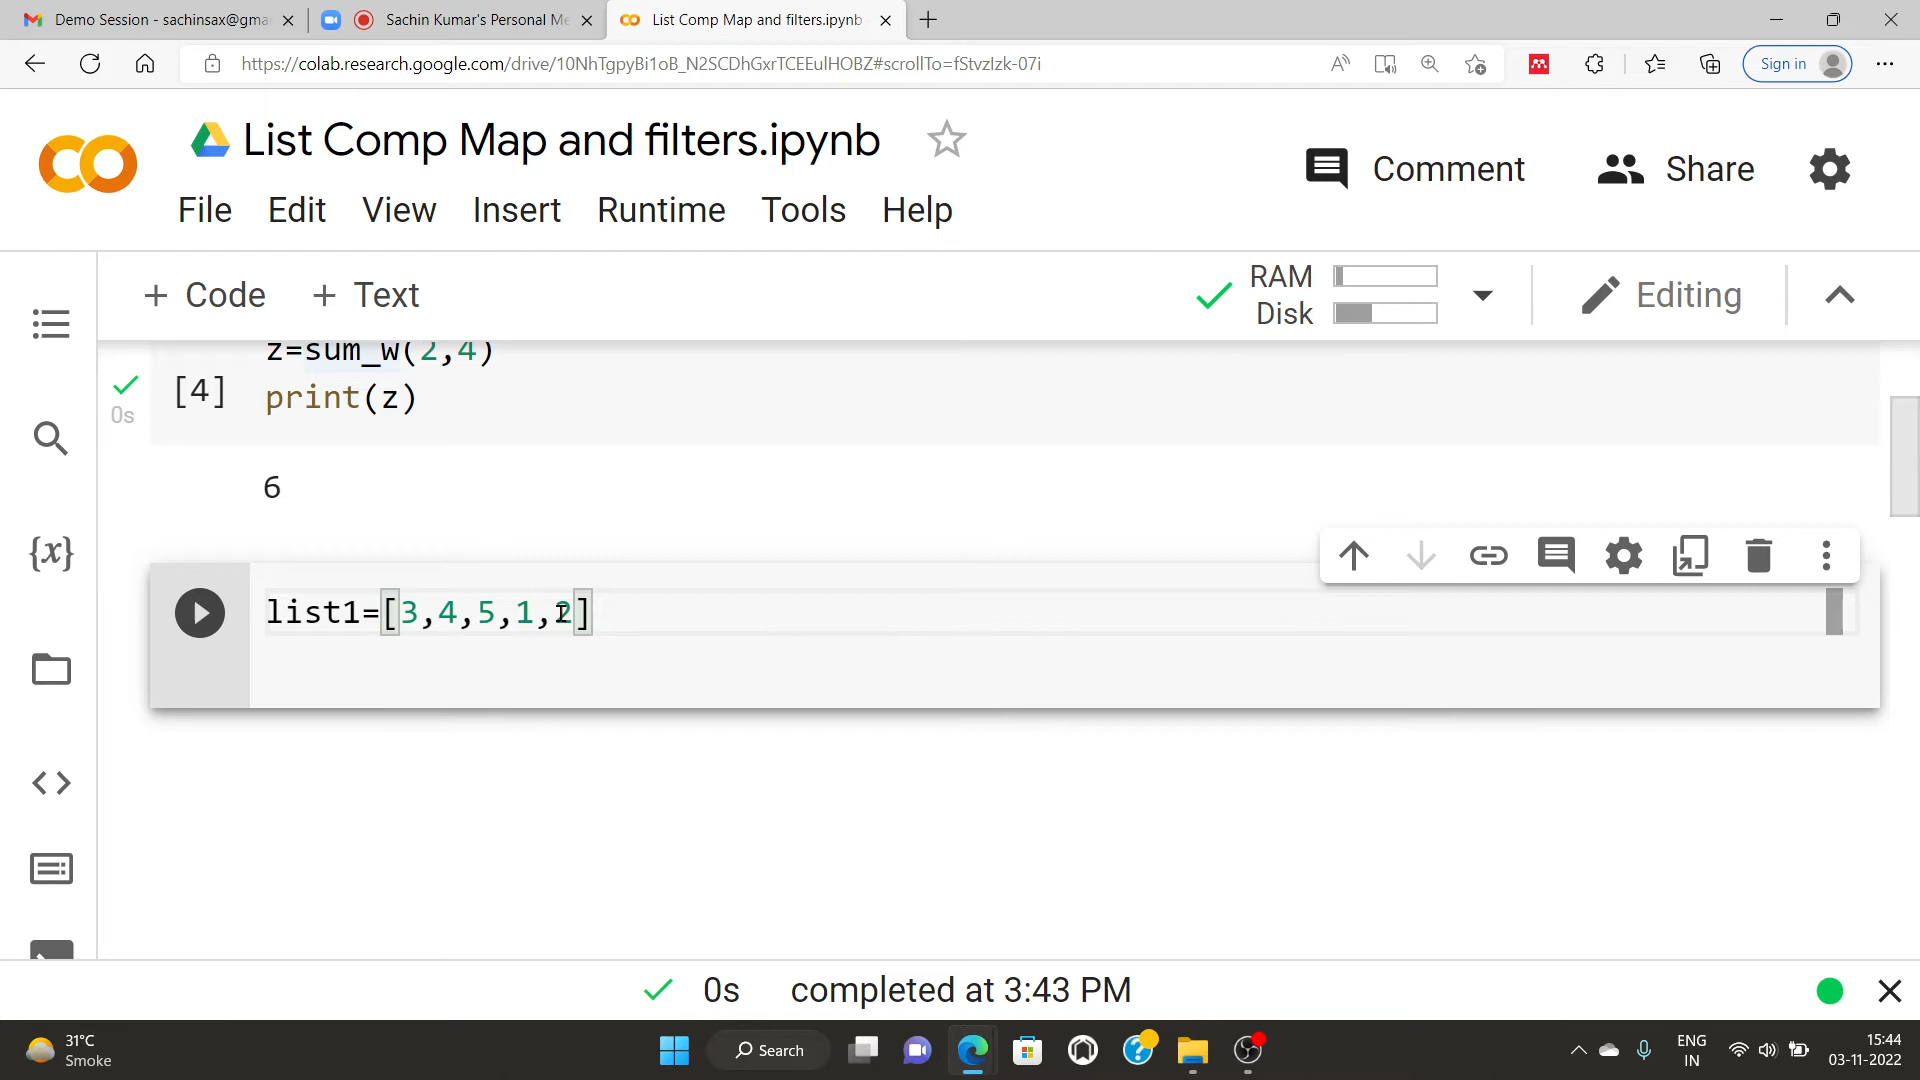 Demo Session - sachinsax@gma
Sachin Kumar's Personal Me
List Comp Map and filters.ipynb
https://colab.research.google.com/drive/10NhTgpyBi1oB_N2SCDhGxrTCEEulHOBZ#scrollTo=fStvzIzk-07i
Sign in
List Comp Map and filters.ipynb
Comment
Share
File Edit View Insert Runtime Tools Help
+ Code + Text
RAM
Disk
Editing
z=sum_w(2,4)
[4]
print(z)
0s
6
{x}
list1=[3,4,5,1,2]
0s completed at 3:43 PM
31°C
Smoke
Search
ENG
IN
15:44
03-11-2022